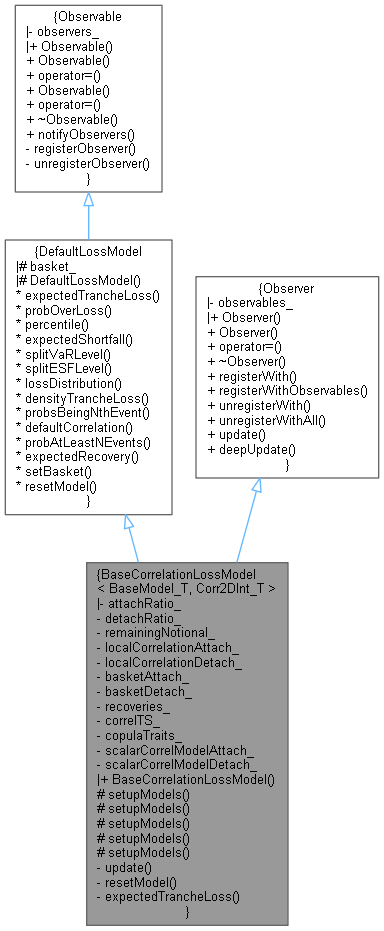 {Observable
|- observers_
|+ Observable()
+ Observable()
+ operator=()
+ Observable()
+ operator=()
+ ~Observable()
+ notifyObservers()
- registerObserver()
- unregisterObserver()
}
{DefaultLossModel
|# basket_
|# DefaultLossModel()
* expectedTrancheLoss()
* probOverLoss()
* percentile()
* expectedShortfall()
* splitVaRLevel()
* splitESFLevel()
* lossDistribution()
* densityTrancheLoss()
* probsBeingNthEvent()
* defaultCorrelation()
* probAtLeastNEvents()
* expectedRecovery()
* setBasket()
* resetModel()
}
{Observer
|- observables_
|+ Observer()
+ Observer()
+ operator=()
+ ~Observer()
+ registerWith()
+ registerWithObservables()
+ unregisterWith()
+ unregisterWithAll()
+ update()
+ deepUpdate()
}
{BaseCorrelationLossModel
< BaseModel_T, Corr2DInt_T >
|- attachRatio_
- detachRatio_
- remainingNotional_
- localCorrelationAttach_
- localCorrelationDetach_
- basketAttach_
- basketDetach_
- recoveries_
- correlTS_
- copulaTraits_
- scalarCorrelModelAttach_
- scalarCorrelModelDetach_
|+ BaseCorrelationLossModel()
# setupModels()
# setupModels()
# setupModels()
# setupModels()
# setupModels()
- update()
- resetModel()
- expectedTrancheLoss()
}